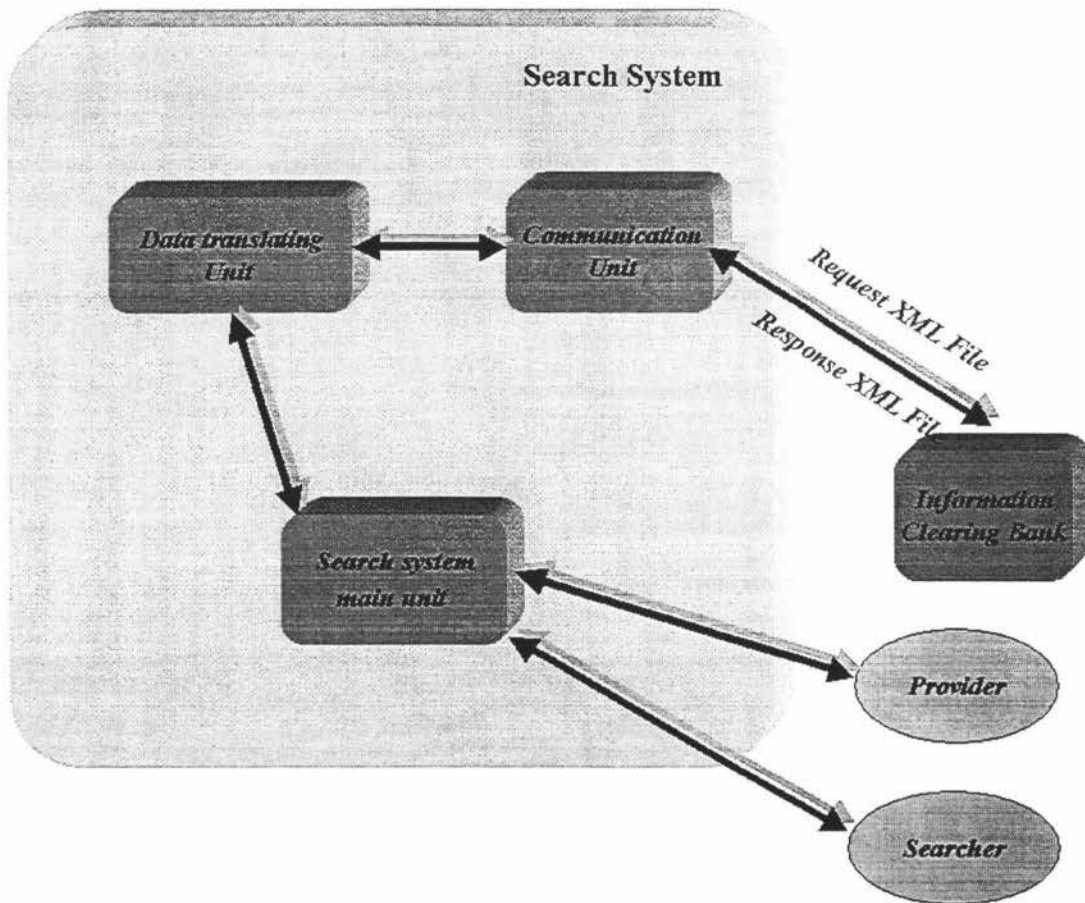 Search System
Data translating
Unit
Communication
Unit
Request XML File
Response XML File
Information
Clearing Bank
Search system
main unit
Provider
Searcher